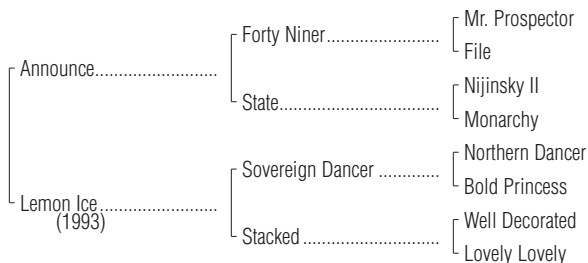 Mr. Prospector
Forty Niner
File
Announce
Nijinsky II
State
Monarchy
Northern Dancer
Sovereign Dancer
Bold Princess
Lemon Ice
(1993)
Well Decorated
Stacked
Lovely Lovely